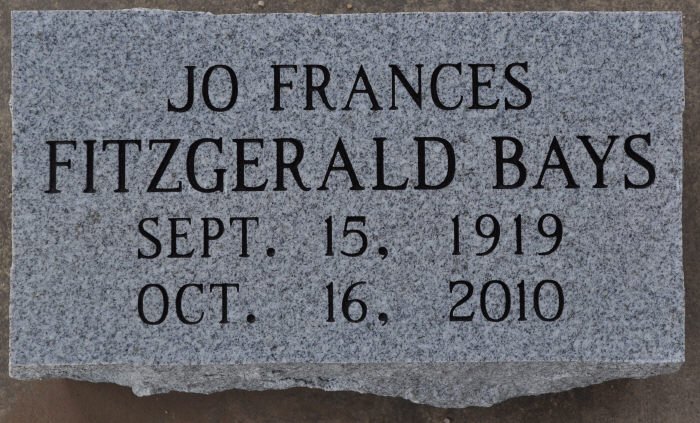 JO FRANCES
FITZGERALD BAYS
SEPT. 15, 1919
OCT. 16, 2010